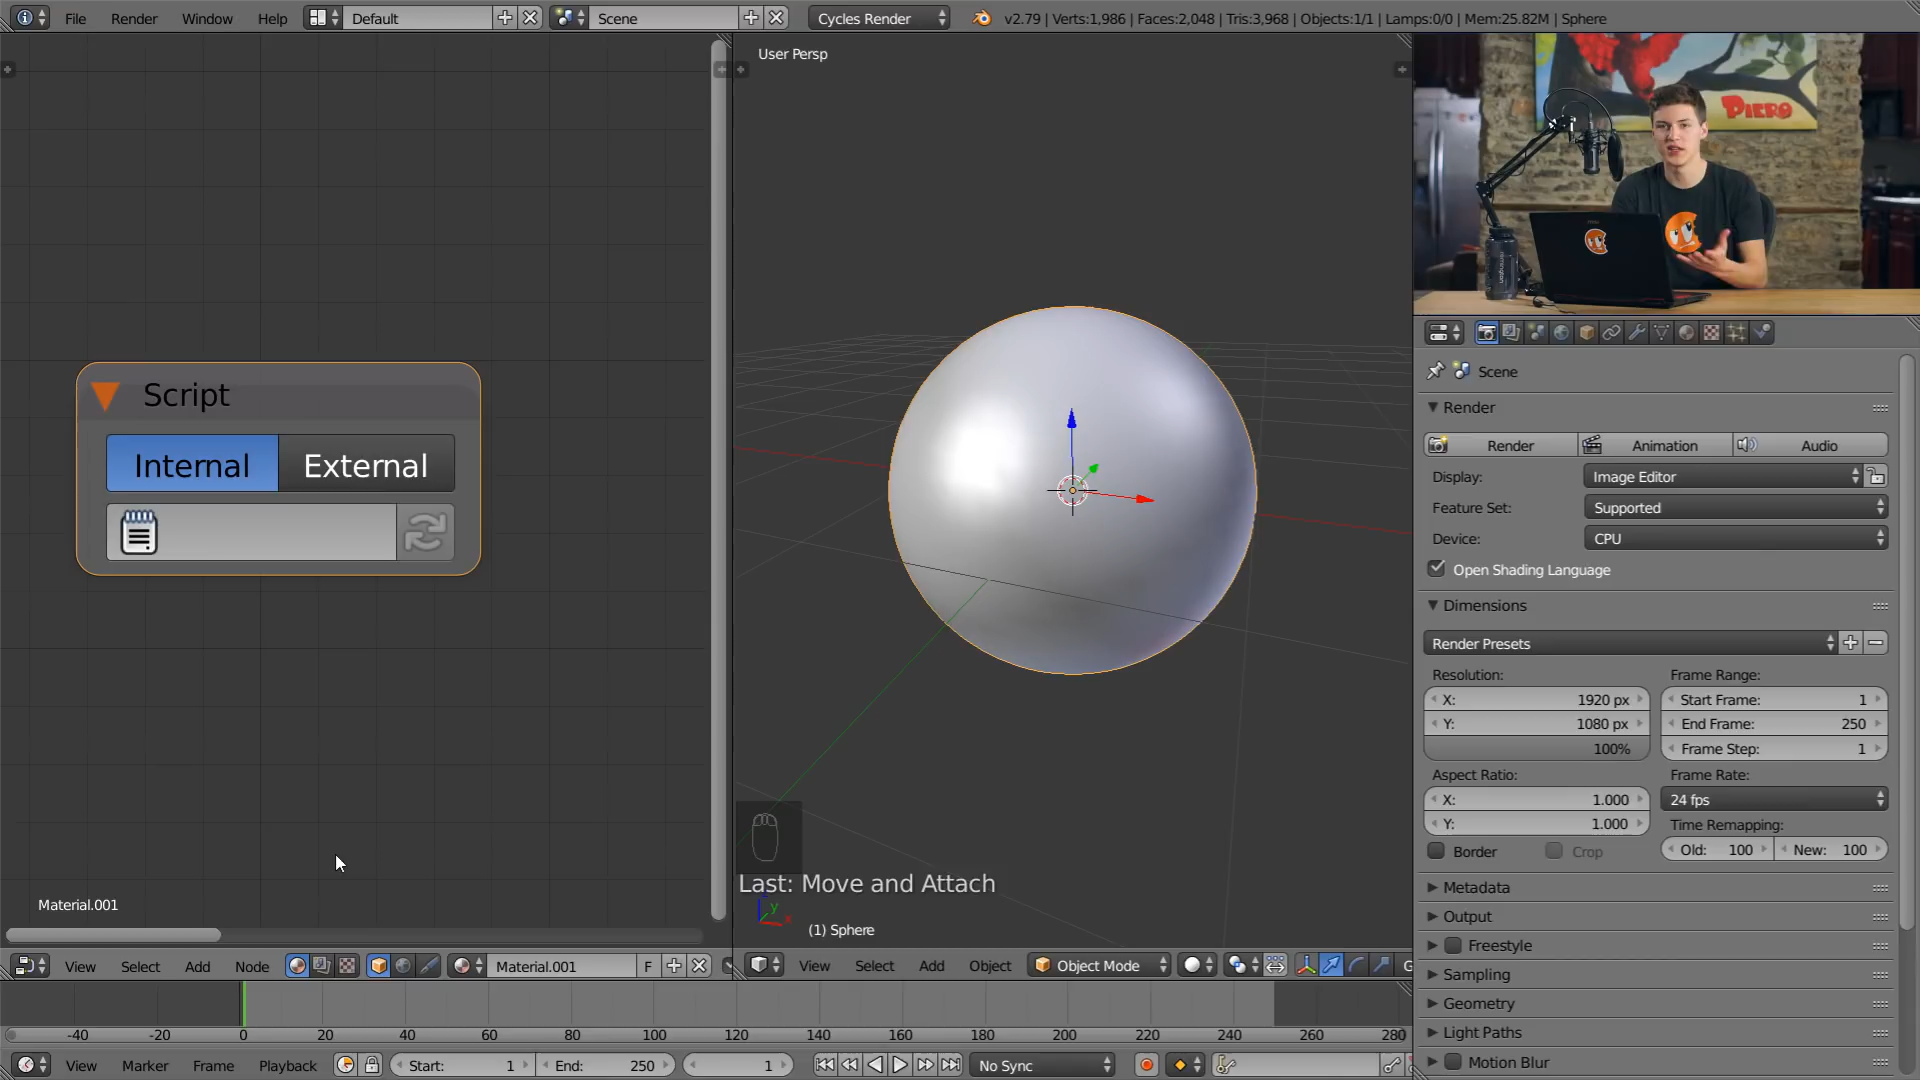 File Render Window Help Default Scene Cycles Render v2.79 | Verts:1,986 | Faces:2,048 | Tris:3,968 | Objects:1/1 | Lamps:0/0 | Mem:25.82M | Sphere
User Persp
PIERO
Script
Internal External
Material.001
Last: Move and Attach
(1) Sphere
View Select Add Node Material.001 F
View Select Add Object Object Mode G
-40 -20 0 20 40 60 80 100 120 140 160 180 200 220 240 260 280
View Marker Frame Playback Start: 1 End: 250 1 No Sync
Scene
Render
Render Animation Audio
Display: Image Editor
Feature Set: Supported
Device: CPU
Open Shading Language
Dimensions
Render Presets
Resolution: Frame Range:
X: 1920 px Start Frame: 1
Y: 1080 px End Frame: 250
100% Frame Step: 1
Aspect Ratio: Frame Rate:
X: 1.000 24 fps
Y: 1.000 Time Remapping:
Border Crop Old: 100 New: 100
Metadata
Output
Freestyle
Sampling
Geometry
Light Paths
Motion Blur